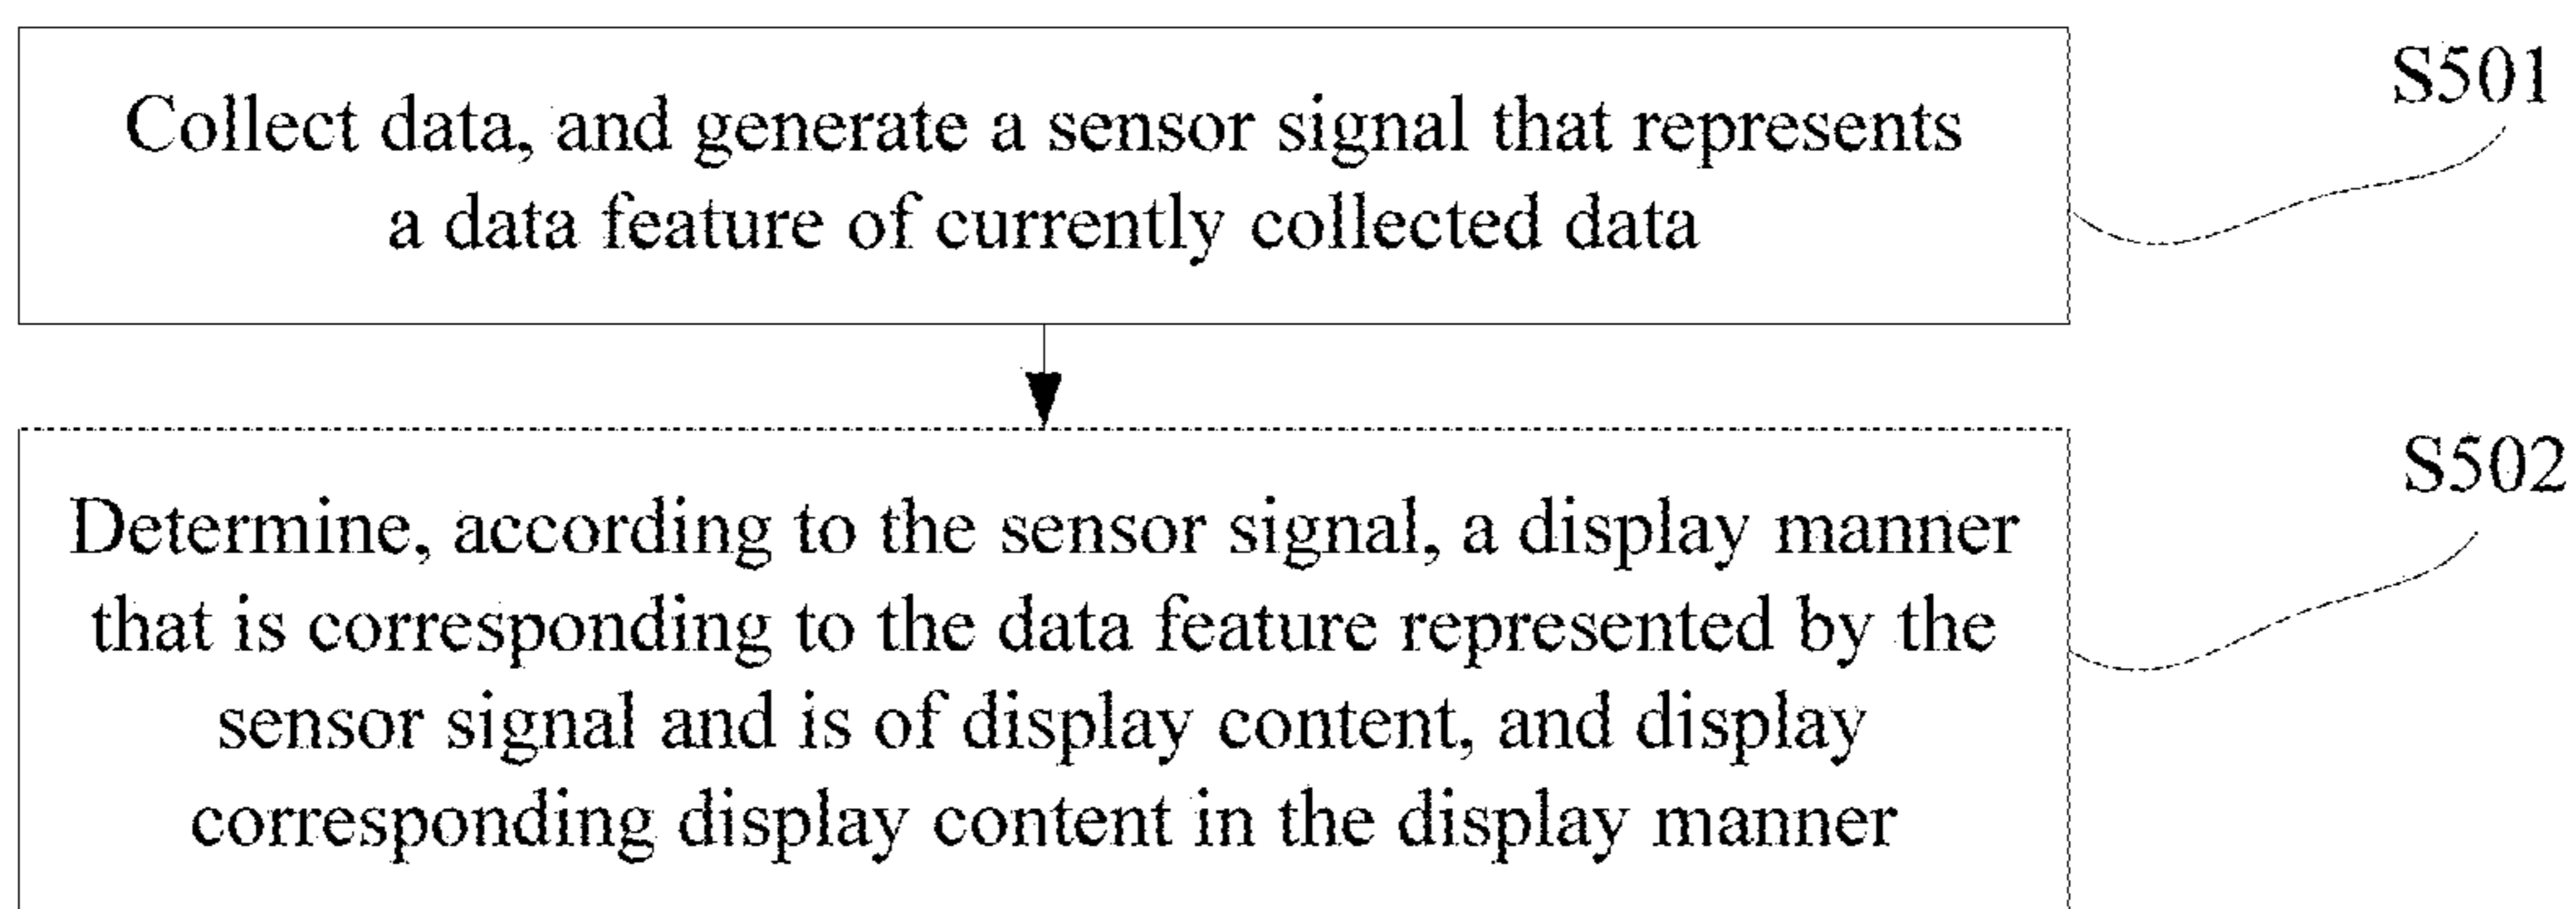 Collect data, and generate a sensor signal that represents
a data feature of currently collected data
S501
Determine, according to the sensor signal, a display manner
that is corresponding to the data feature represented by the
sensor signal and is of display content, and display
corresponding display content in the display manner
S502